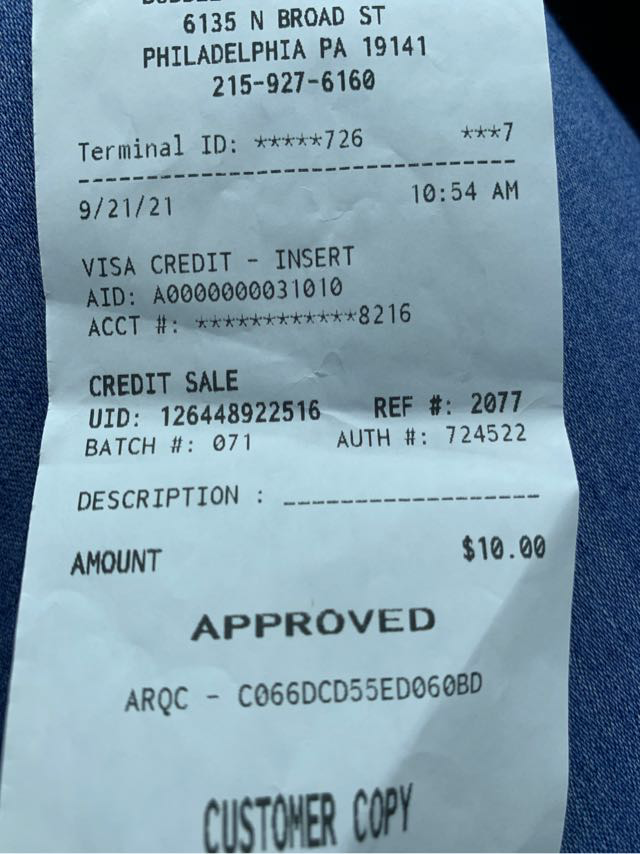 6135 N BROAD ST
PHILADELPHIA PA 19141
215-927-6160
Terminal ID: *****726 ***7
9/21/21 10:54 AM
VISA CREDIT - INSERT
AID: A0000000031010
ACCT #: ************8216
CREDIT SALE
UID: 126448922516 REF #: 2077
BATCH #: 071 AUTH #: 724522
DESCRIPTION : __________________
AMOUNT $10.00
APPROVED
ARQC - C066DCD55ED060BD
CUSTOMER COPY